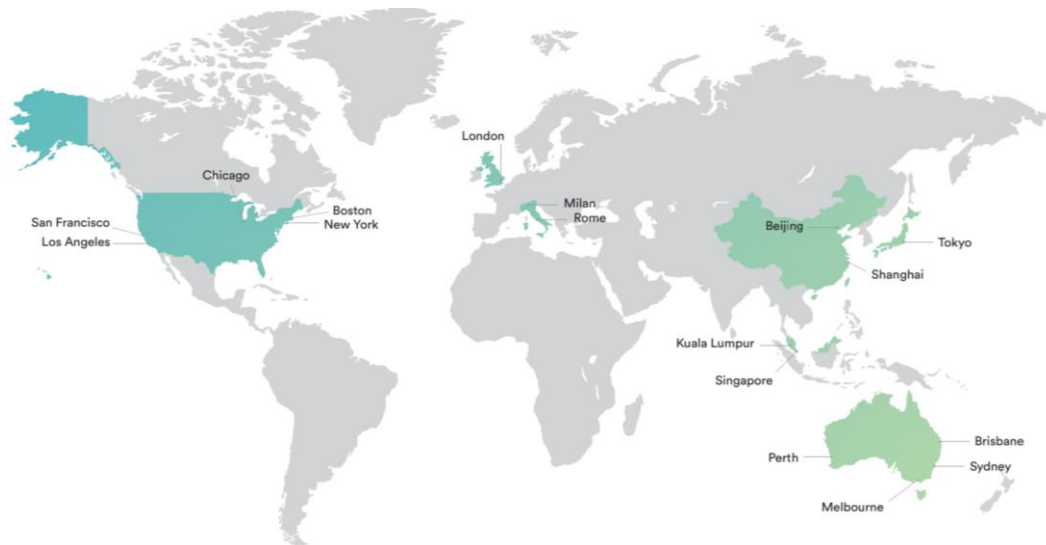 London
Chicago
Milan
Boston
San Francisco
Rome
New York
Beijing
Los Angeles
Tokyo
Shanghai
Kuala Lumpur
Singapore
Brisbane
Perth
Sydney
Melbourne